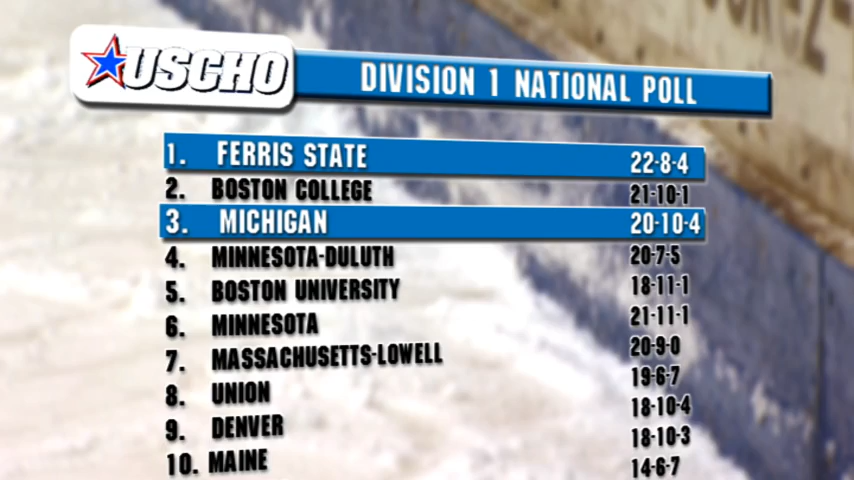 USCHO DIVISION 1 NATIONAL POLL
1. FERRIS STATE 22-8-4
2. BOSTON COLLEGE 21-10-1
3. MICHIGAN 20-10-4
4. MINNESOTA-DULUTH 20-7-5
5. BOSTON UNIVERSITY 18-11-1
6. MINNESOTA 21-11-1
7. MASSACHUSETTS-LOWELL 20-9-0
8. UNION 19-6-7
18-10-4
9. DENVER 18-10-3
10. MAINE 14-6-7